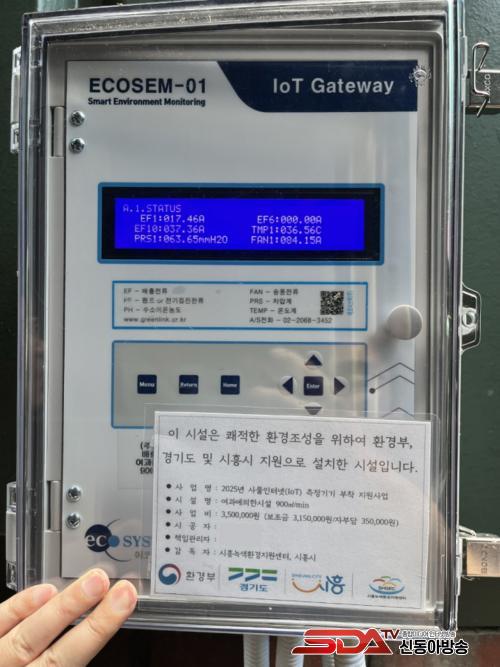 ECOSEM-01
Smart Environment Monitoring
IoT Gateway
A.1.STATUS
EF1:017.46A EF6:000.00A
EF10:037.36A TMP1:036.56C
PRS1:063.65mmH2O FAN1:084.15A
EF - 배출전류 FAN - 송풍전류
PF - 펌프 or 전기집진전류 PRS - 차압계
PH - 수소이온농도 TEMP - 온도계
www.greenlink.or.kr A/S전화 - 02-2068-3452
Menu Return Home Enter
이 시설은 쾌적한 환경조성을 위하여 환경부,
경기도 및 시흥시 지원으로 설치한 시설입니다.
● 사 업 명 : 2025년 사물인터넷(IoT) 측정기기 부착 지원사업
● 시 설 명 : 여과에의한시설 900㎥/min
● 사 업 비 : 3,500,000원 (보조금 3,150,000원/자부담 350,000원)
● 시 공 자 :
● 책임관리자 :
● 감 독 자 : 시흥녹색환경지원센터, 시흥시
eco SYS
환경부
경기도
시흥
SDA TV
신동아방송